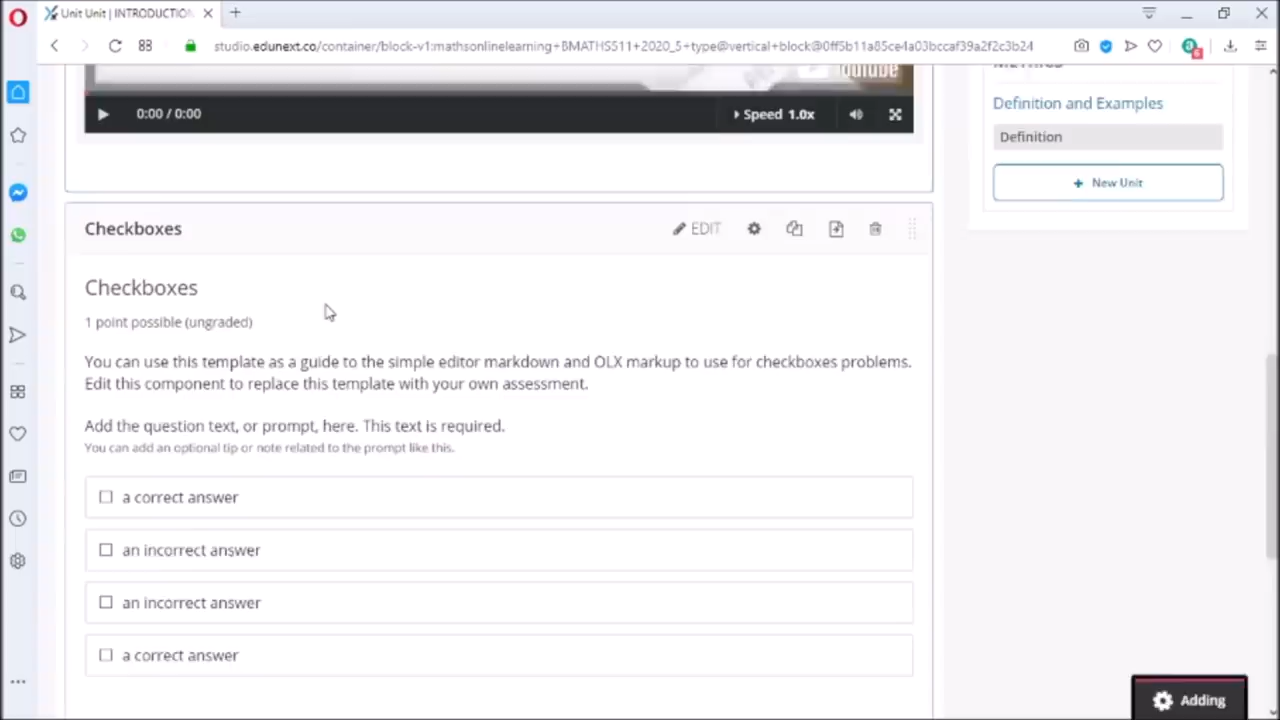 Unit Unit | INTRODUCTION
studio.edunext.co/container/block-v1:mathsonlinelearning+BMATHS511+2020_5+type@vertical+block@0ff5b11a85ce4a03bccaf39a2f2c3b24
YouTube
0:00 / 0:00
Speed 1.0x
Definition and Examples
Definition
+ New Unit
Checkboxes
EDIT
Checkboxes
1 point possible (ungraded)
You can use this template as a guide to the simple editor markdown and OLX markup to use for checkboxes problems.
Edit this component to replace this template with your own assessment.
Add the question text, or prompt, here. This text is required.
You can add an optional tip or note related to the prompt like this.
a correct answer
an incorrect answer
an incorrect answer
a correct answer
Adding